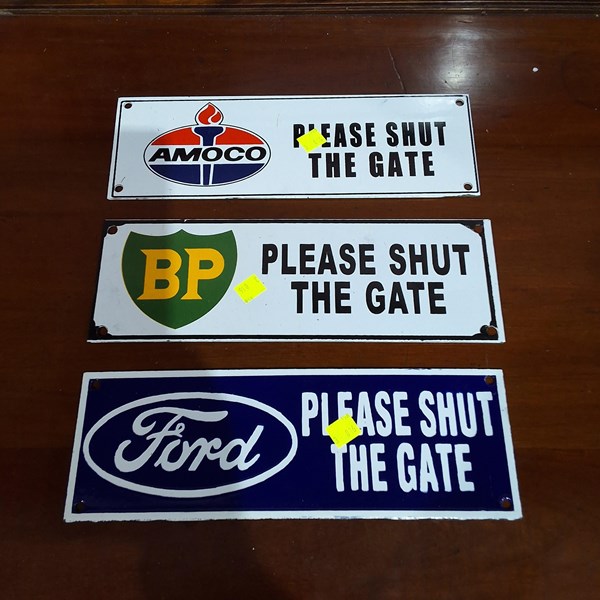 AMOCO
PLEASE SHUT
THE GATE
BP
PLEASE SHUT
THE GATE
Ford
PLEASE SHUT
THE GATE